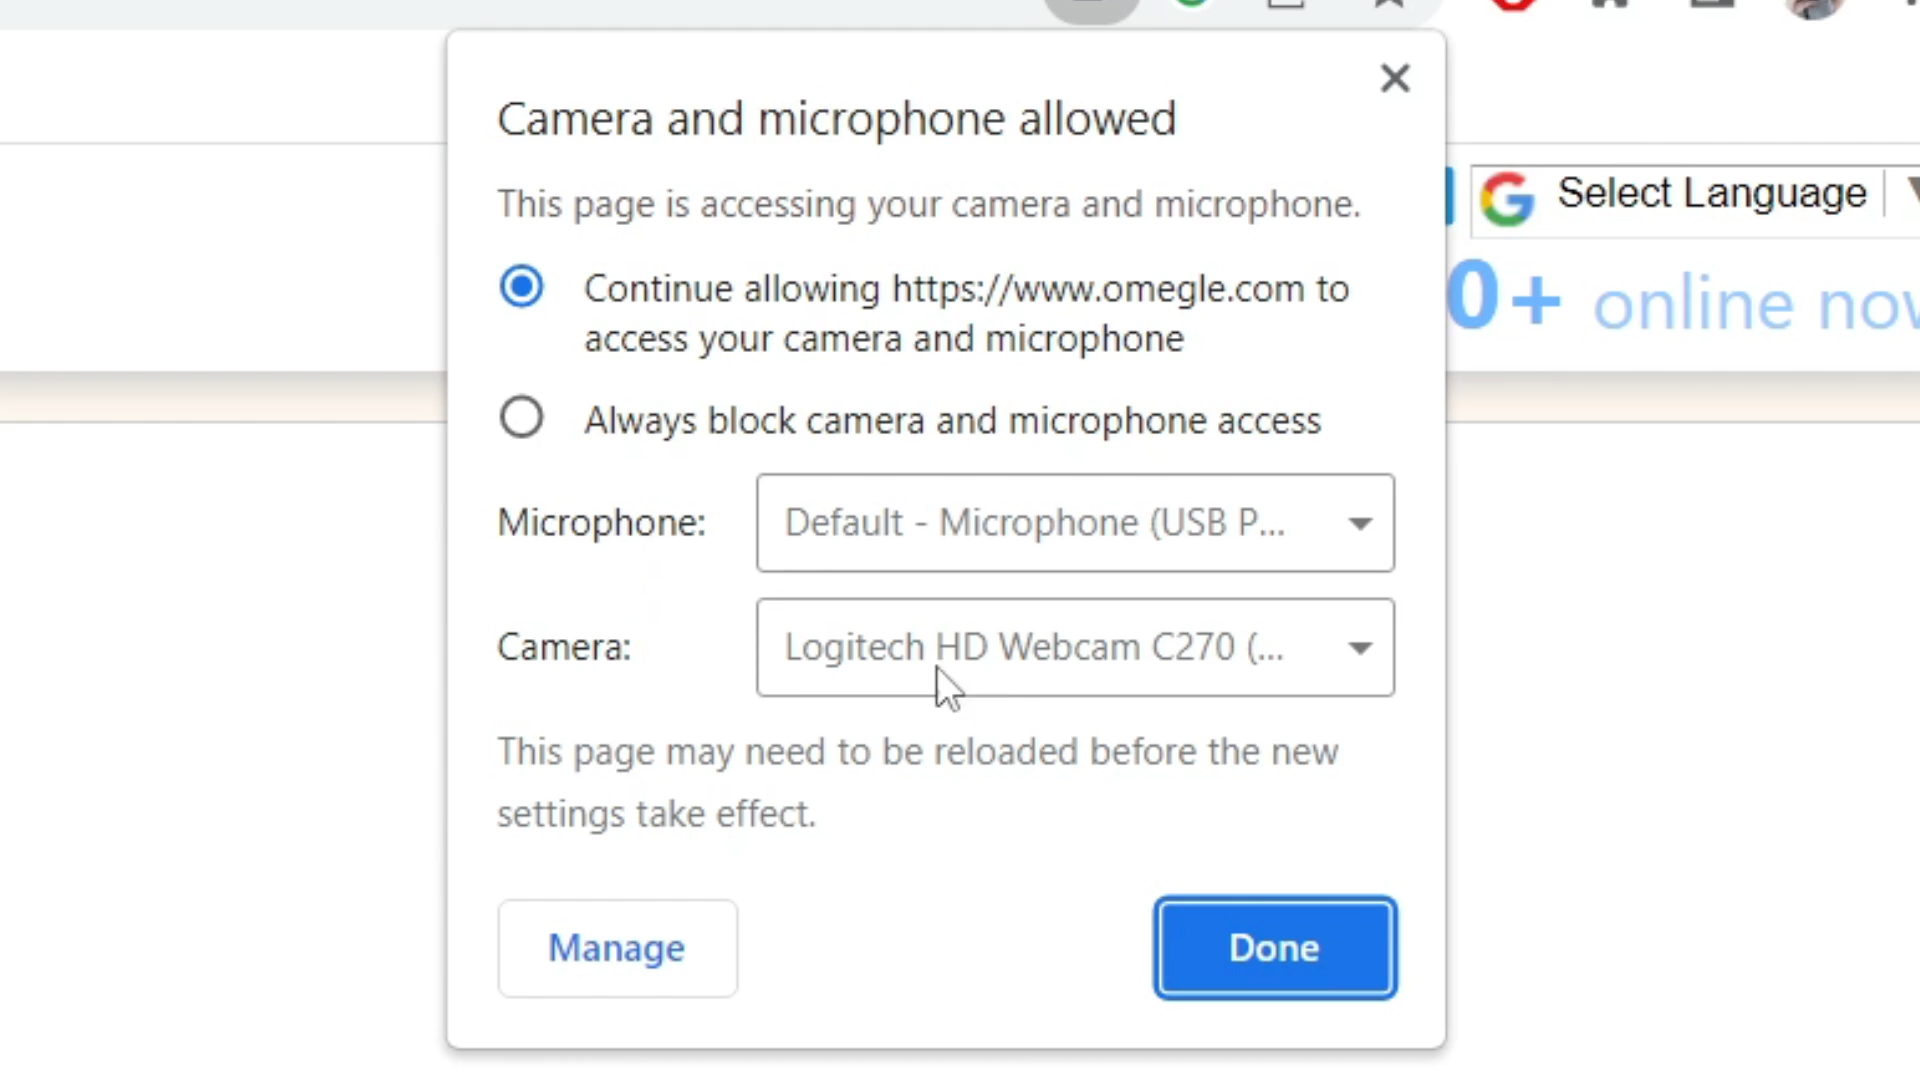 Camera and microphone allowed
This page is accessing your camera and microphone.
Select Language
Continue allowing https://www.omegle.com to
access your camera and microphone
0+ online
Always block camera and microphone access
Microphone: Default - Microphone (USB P...
Camera: Logitech HD Webcam C270 (...
This page may need to be reloaded before the new
settings take effect.
Manage
Done